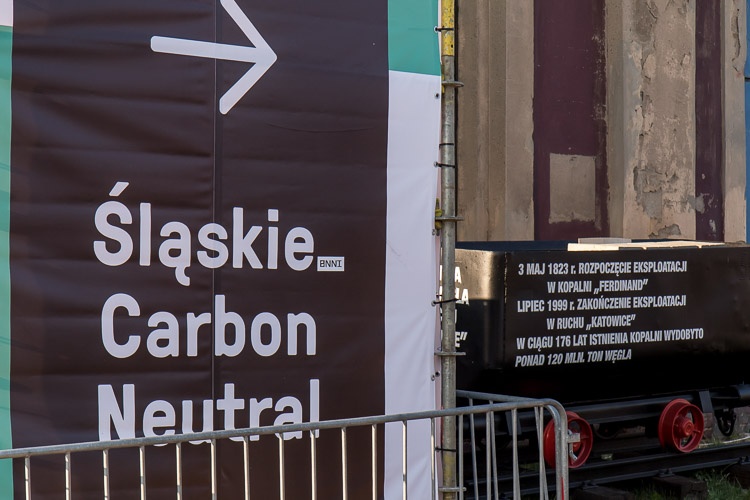 Śląskie_
BNNI
Carbon
Neutral
3 MAJ 1823 r. ROZPOCZĘCIE EKSPLOATACJI
W KOPALNI „FERDINAND"
LIPIEC 1999 r. ZAKOŃCZENIE EKSPLOATACJI
W RUCHU „KATOWICE"
W CIĄGU 176 LAT ISTNIENIA KOPALNI WYDOBYTO
PONAD 120 MLN. TON WĘGLA